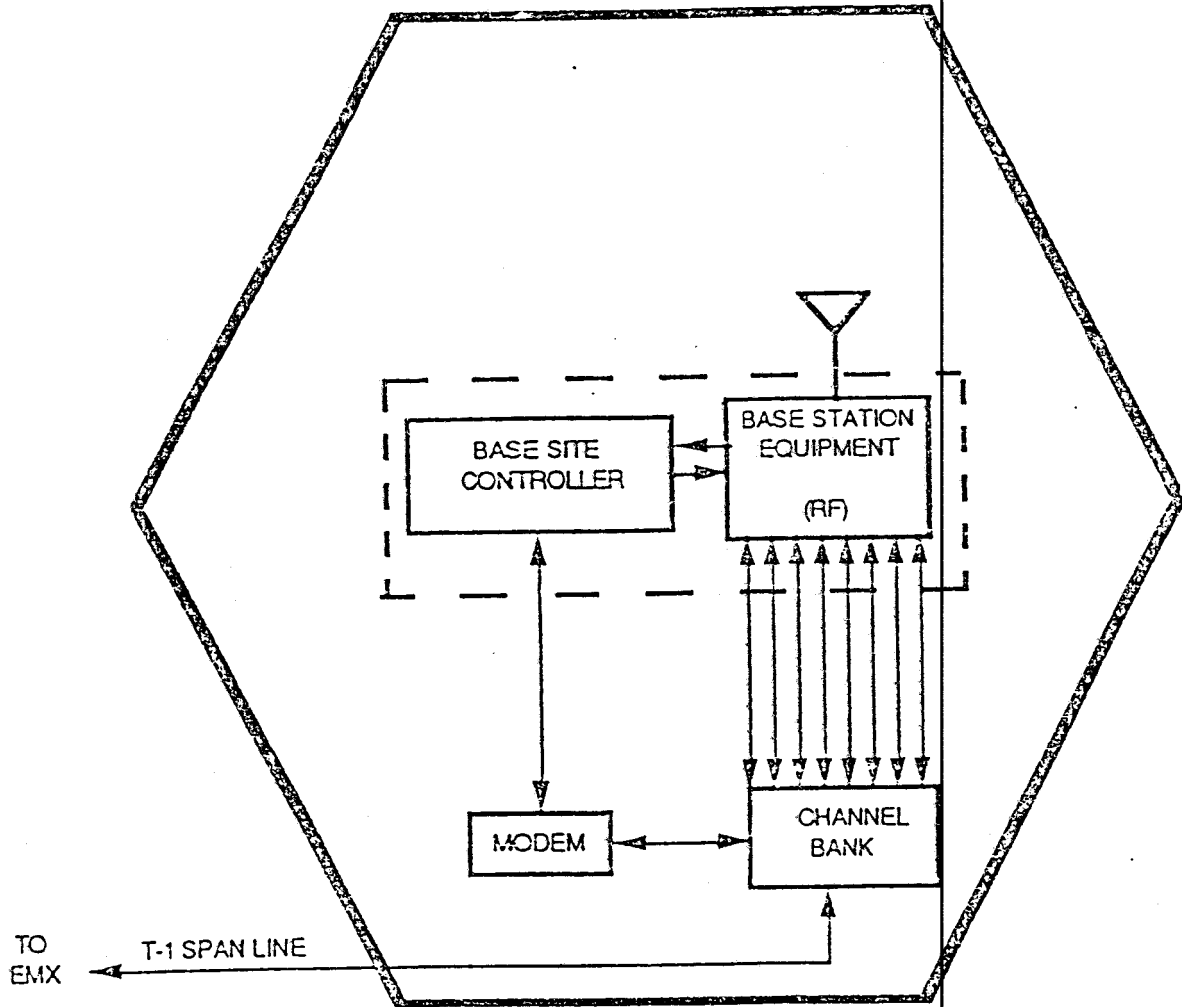 BASE STATION
EQUIPMENT
(RF)
BASE SITE
CONTROLLER
MODEM
CHANNEL
BANK
TO
EMX
T-1 SPAN LINE